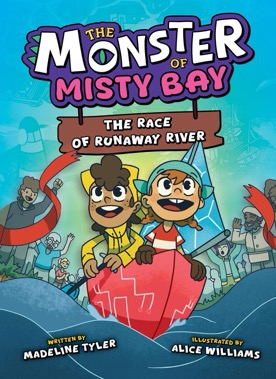 THE
MONSTER
OF
MISTY BAY
THE RACE
OF RUNAWAY RIVER
WRITTEN BY
MADELINE TYLER
ILLUSTRATED BY
ALICE WILLIAMS